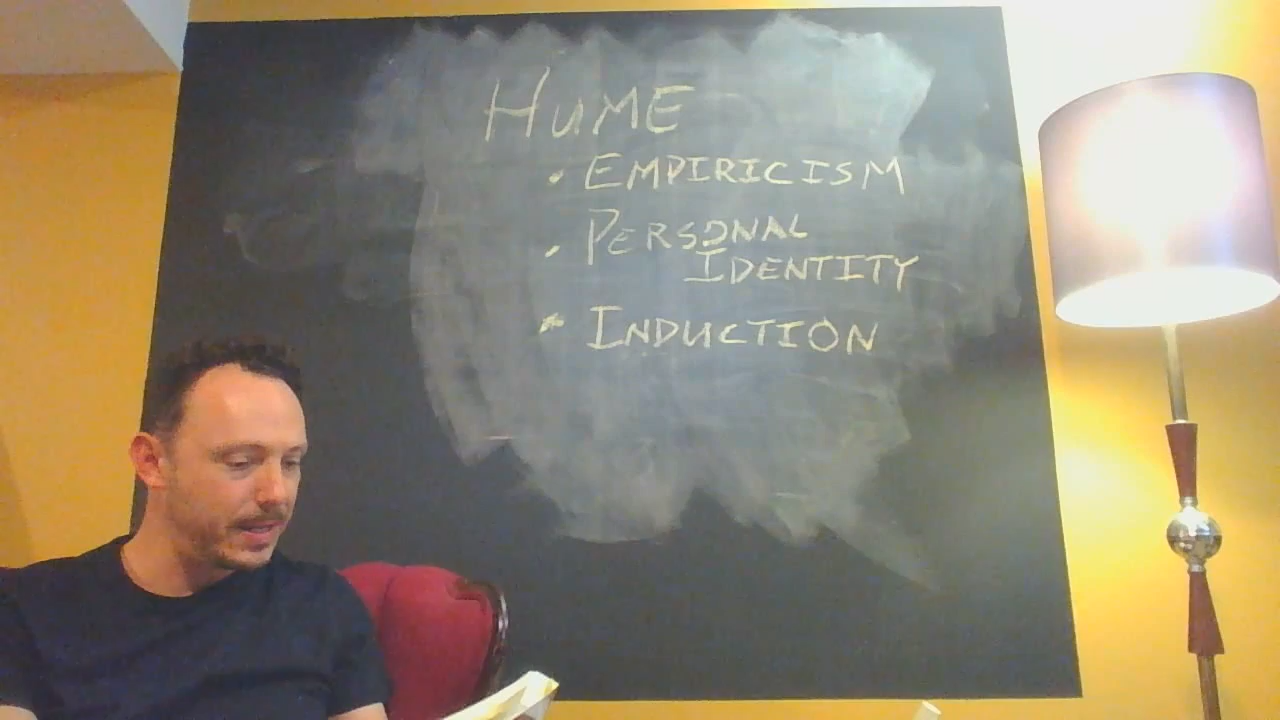 HUME
• EMPIRICISM
• PERSONAL
IDENTITY
• INDUCTION